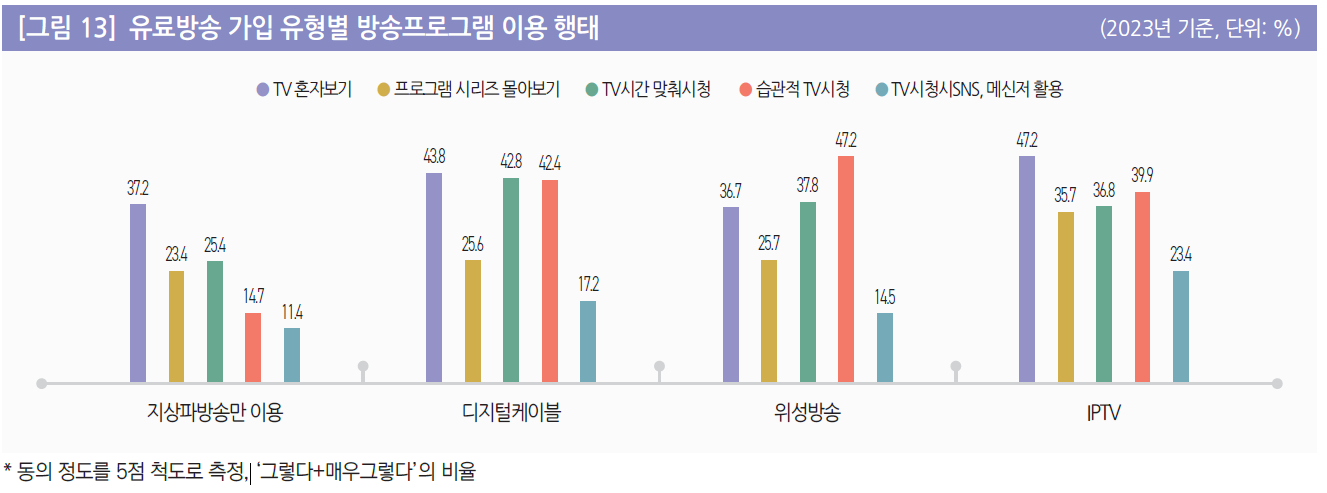 [그림 13] 유료방송 가입 유형별 방송프로그램 이용 행태 (2023년 기준, 단위: %)
TV 혼자보기 프로그램 시리즈 몰아보기 TV시간 맞춰시청 습관적 TV시청 TV시청시SNS, 메신저 활용
37.2 23.4 25.4 14.7 11.4
43.8 25.6 42.8 42.4 17.2
36.7 25.7 37.8 47.2 14.5
47.2 35.7 36.8 39.9 23.4
지상파방송만 이용 디지털케이블 위성방송 IPTV
* 동의 정도를 5점 척도로 측정, ‘그렇다+매우그렇다’의 비율